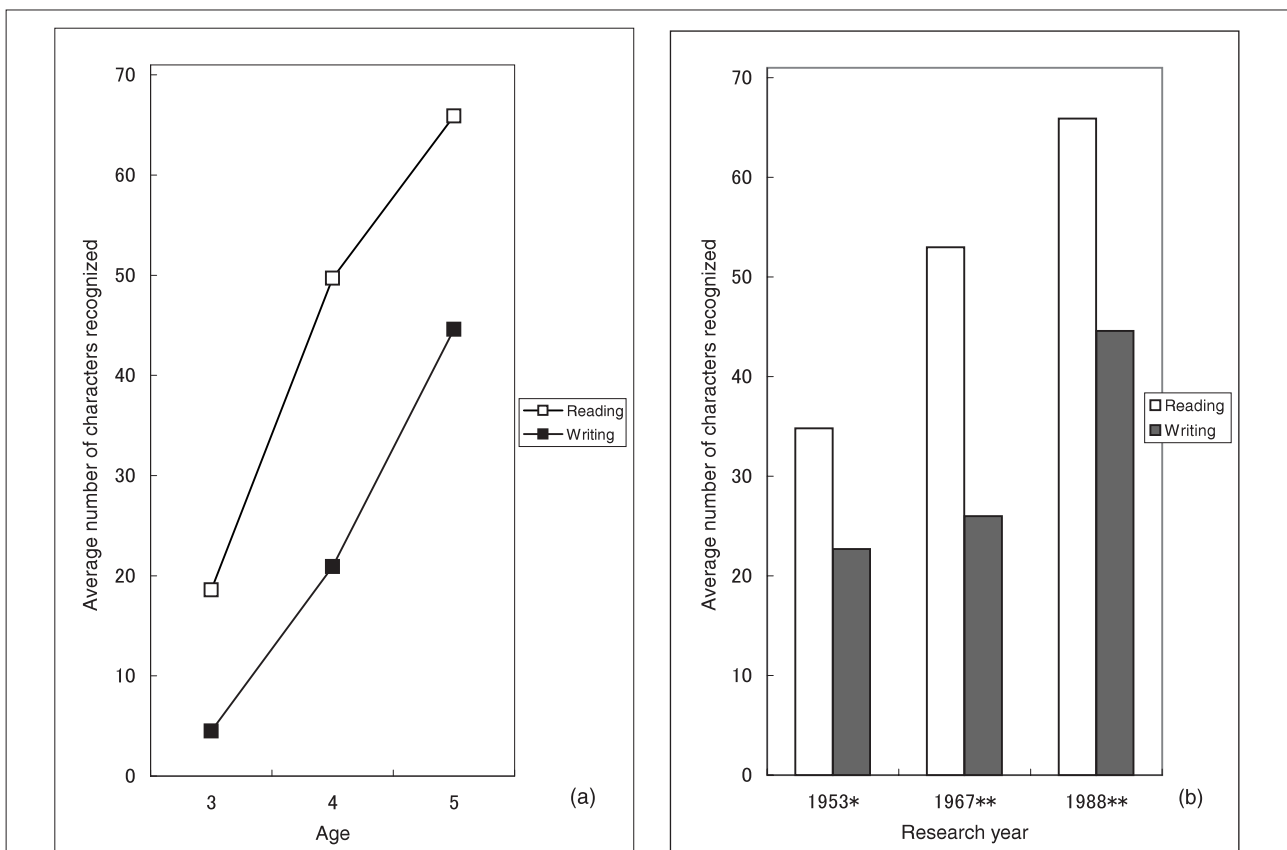 70
60
50
40
30
20
10
0
Average number of characters recognized
3 4 5
Age
Reading
Writing
(a)
70
60
50
40
30
20
10
0
Average number of characters recognized
1953* 1967** 1988**
Research year
Reading
Writing
(b)